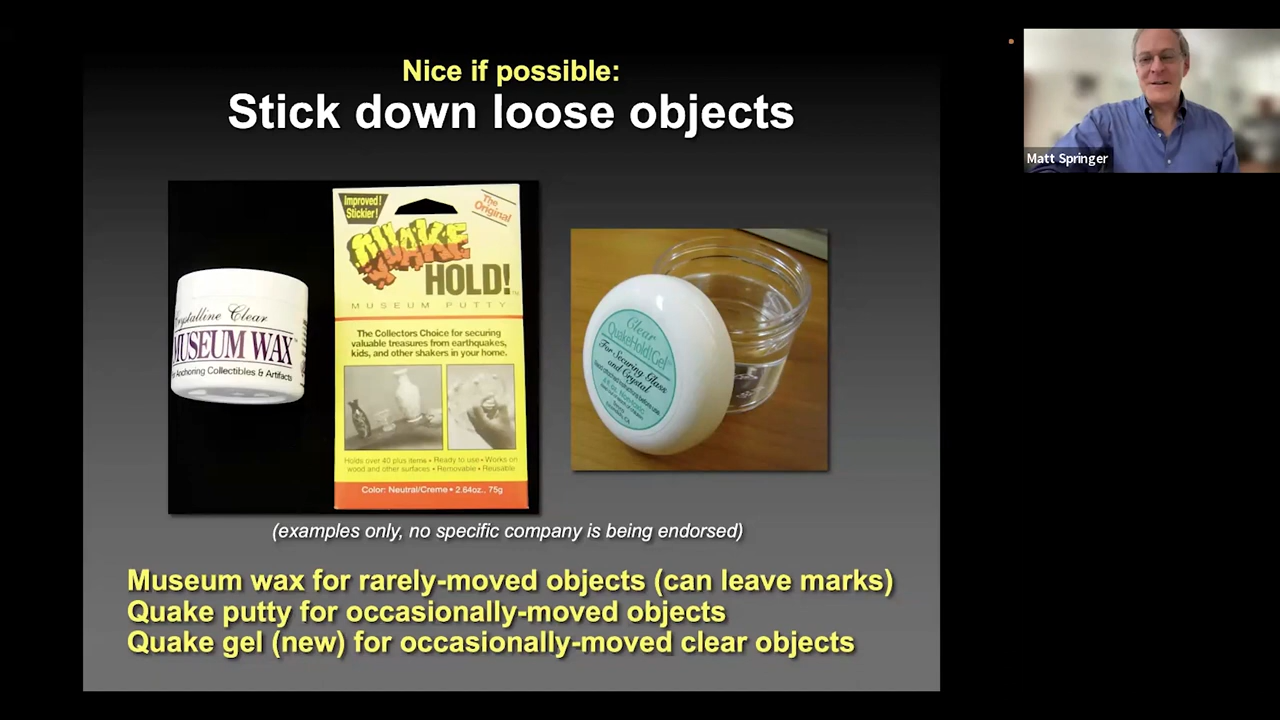 Nice if possible:
Stick down loose objects
Matt Springer
Crystalline Clear
MUSEUM WAX
Anchoring Collectibles & Artifacts
Improved!
Stickier!
The
Original
QUAKE
HOLD!
MUSEUM PUTTY
The Collectors Choice for securing
valuable treasures from earthquakes,
kids, and other shakers in your home.
Holds over 40 plus items • Ready to use • Works on
wood and other surfaces • Removable • Reusable
Color: Neutral/Creme • 2.64oz., 75g
Clear
QuakeHold! Gel
For Securing Glass
and Crystal
(examples only, no specific company is being endorsed)
Museum wax for rarely-moved objects (can leave marks)
Quake putty for occasionally-moved objects
Quake gel (new) for occasionally-moved clear objects